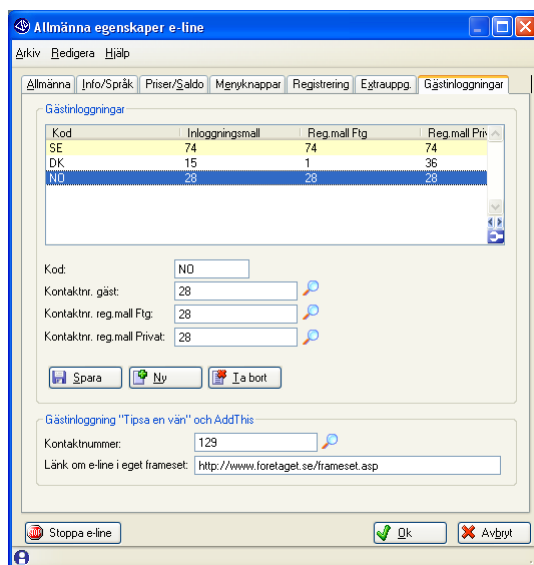 Allmänna egenskaper e-line
Arkiv Redigera Hjälp
Allmänna Info/Språk Priser/Saldo Menyknappar Registrering Extrauppg. Gästinloggningar
Gästinloggningar
Kod Inloggningsmall Reg.mall Ftg Reg.mall Priv
SE 74 74 74
DK 15 1 36
NO 28 28 28
Kod: NO
Kontaktnr. gäst: 28
Kontaktnr. reg.mall Ftg: 28
Kontaktnr. reg.mall Privat: 28
Spara Ny Ta bort
Gästinloggning "Tipsa en vän" och AddThis
Kontaktnummer: 129
Länk om e-line i eget frameset: http://www.foretaget.se/frameset.asp
Stoppa e-line Ok Avbryt